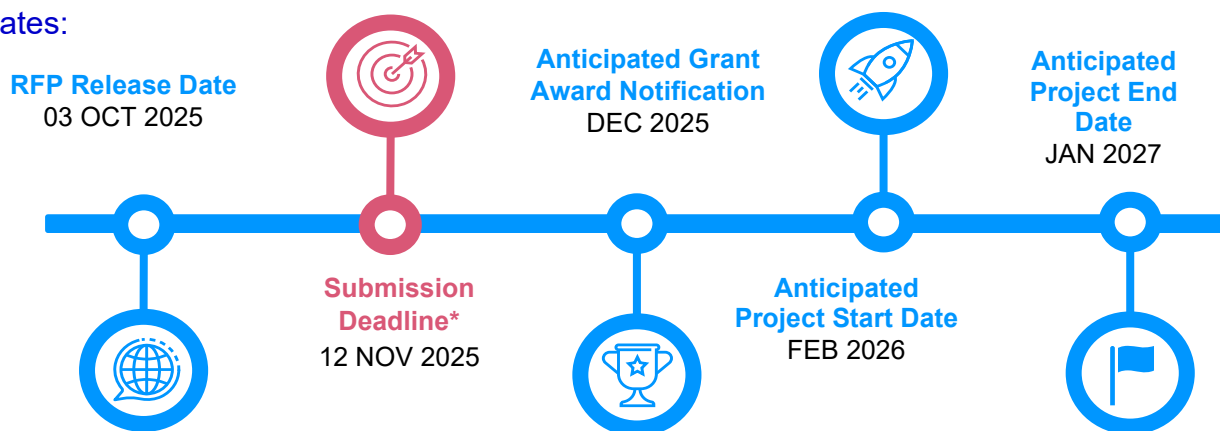 ates:
RFP Release Date
03 OCT 2025
Submission
Deadline*
12 NOV 2025
Anticipated Grant
Award Notification
DEC 2025
Anticipated
Project Start Date
FEB 2026
Anticipated
Project End
Date
JAN 2027